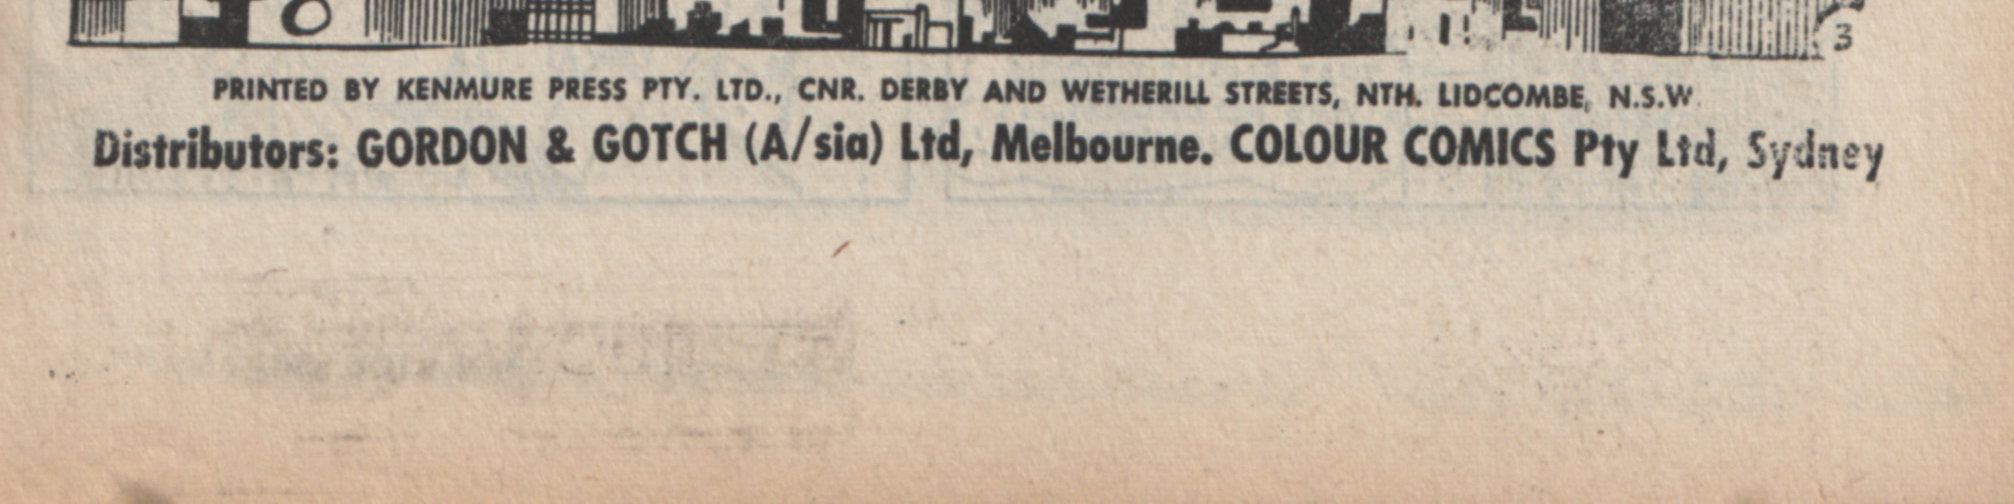 3
PRINTED BY KENMURE PRESS PTY. LTD., CNR. DERBY AND WETHERILL STREETS, NTH. LIDCOMBE, N.S.W.
Distributors: GORDON & GOTCH (A/sia) Ltd, Melbourne. COLOUR COMICS Pty Ltd, Sydney